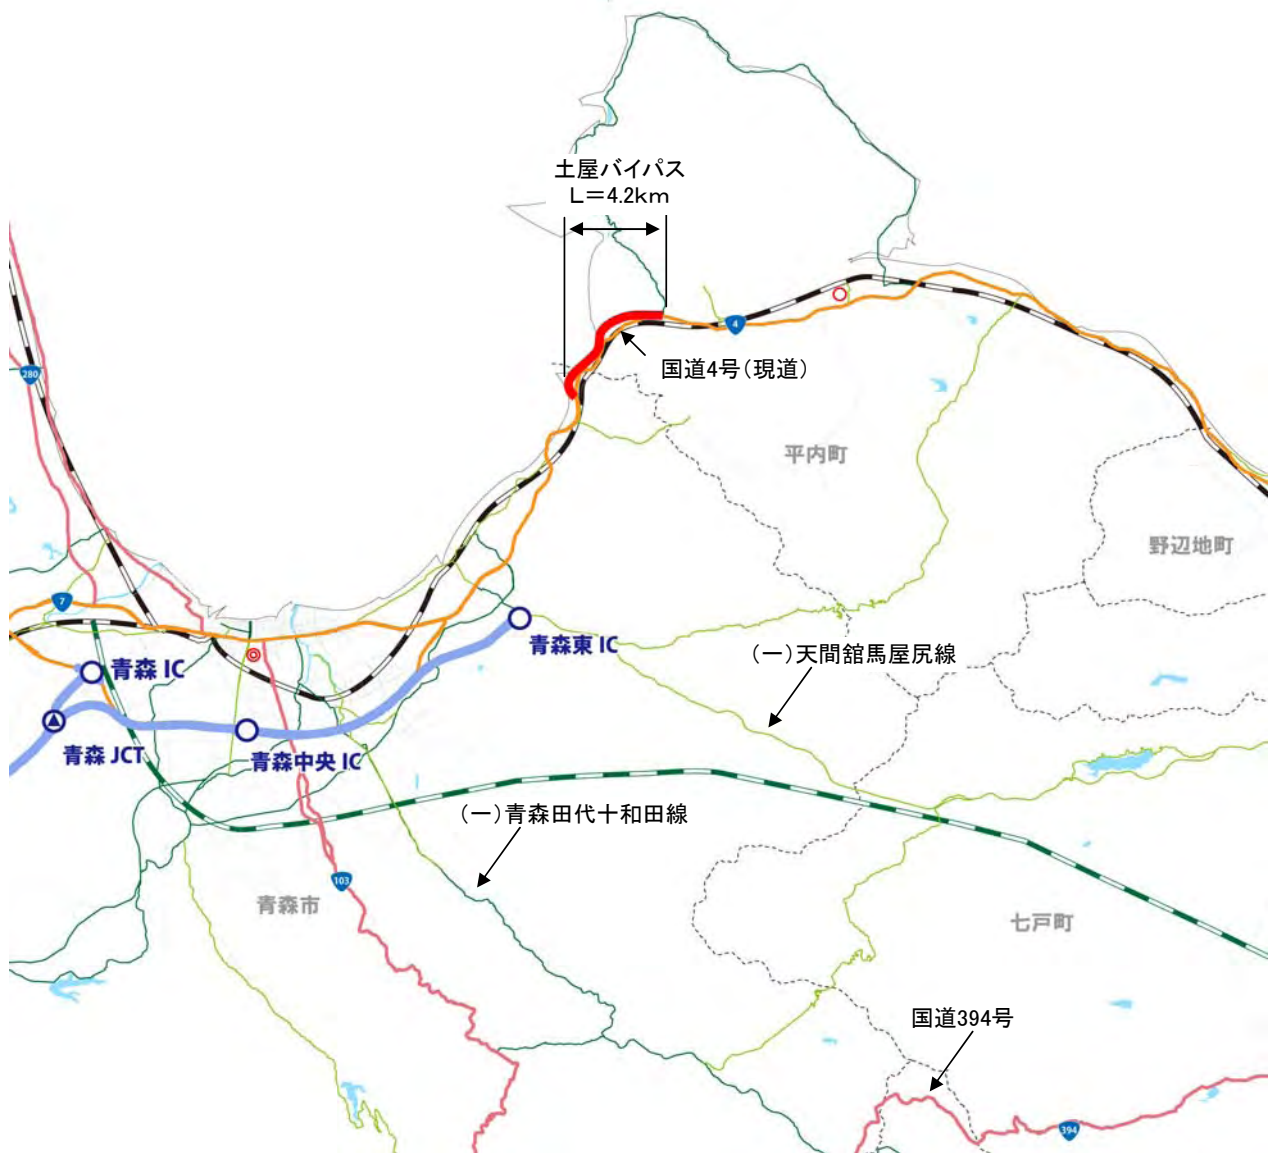 土屋バイパス
L=4.2km
4
国道4号(現道)
280
平内町
野辺地町
7
青森東 IC
(一)天間舘馬屋尻線
青森 IC
青森 JCT
青森中央 IC
(一)青森田代十和田線
103
青森市
七戸町
国道394号
394